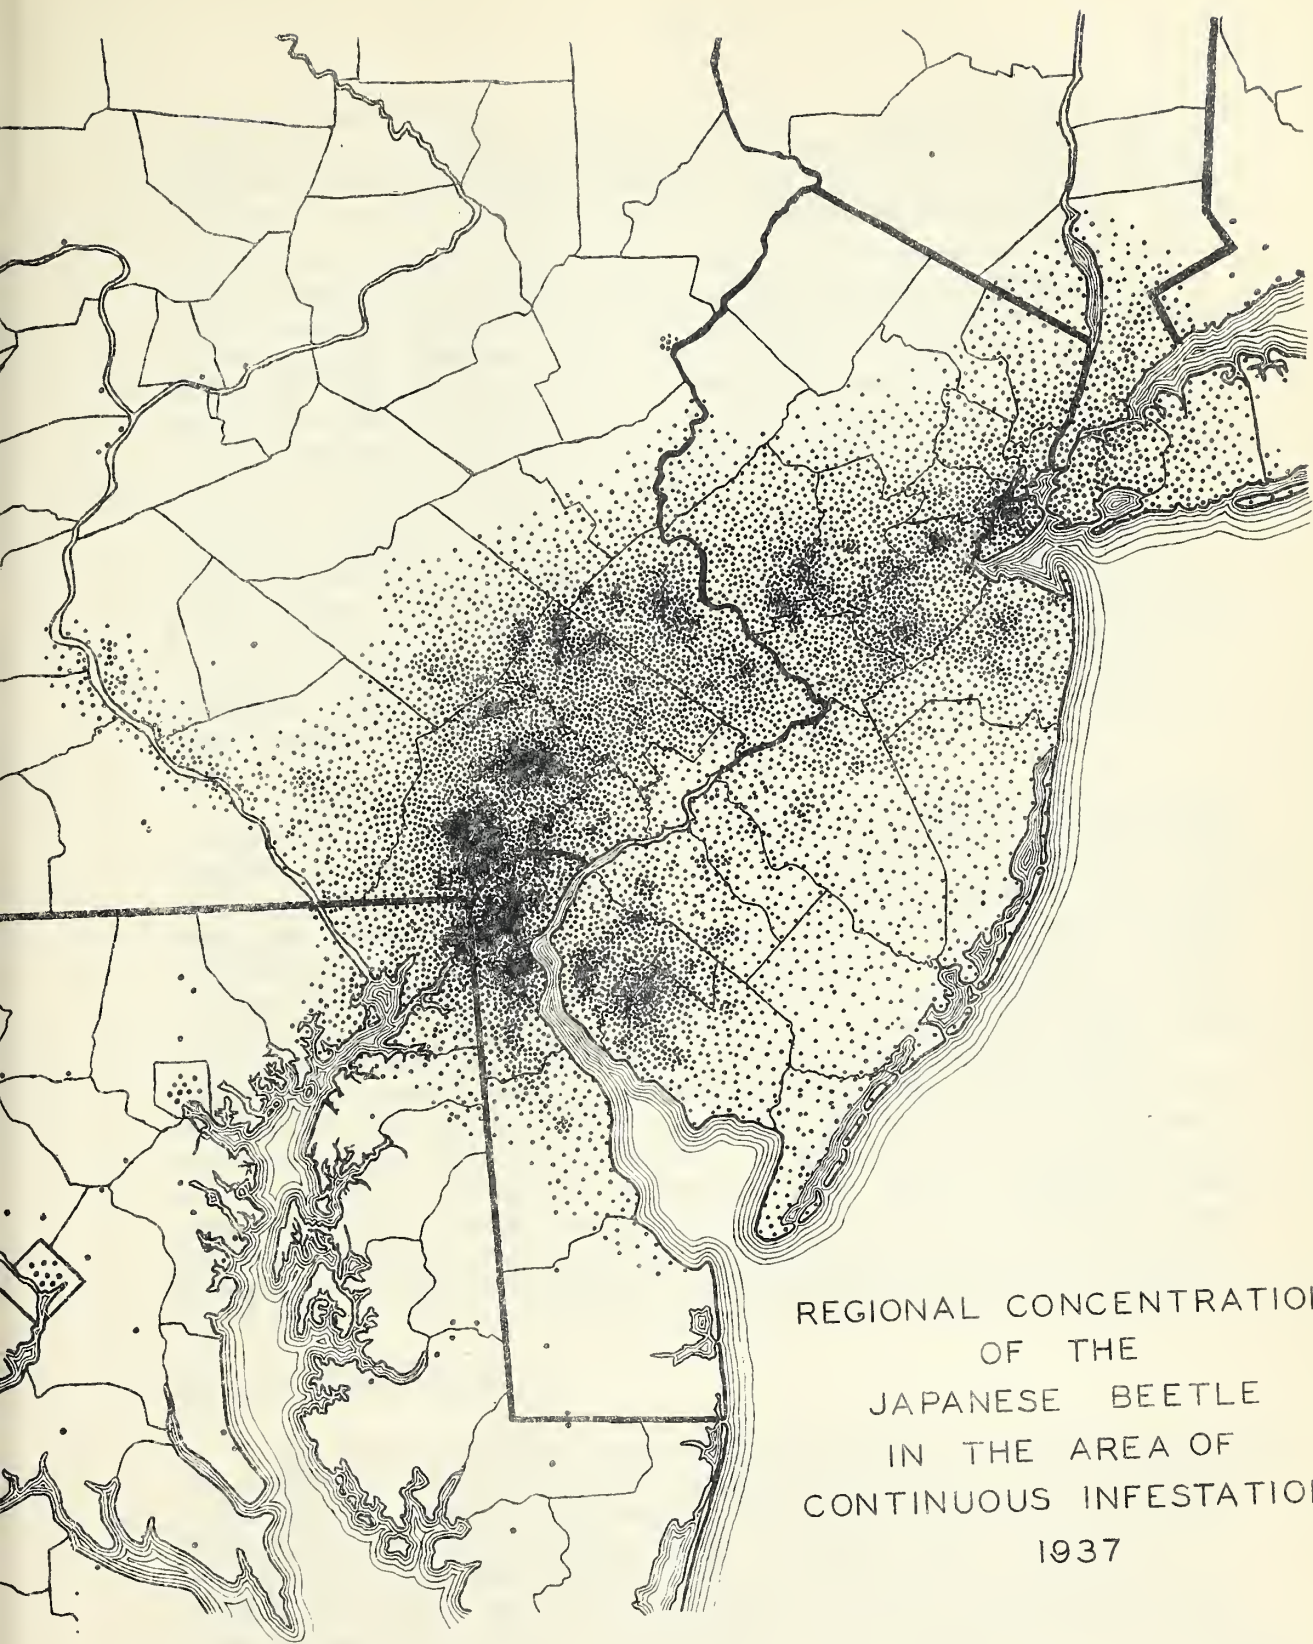 REGIONAL CONCENTRATIO
OF THE
JAPANESE BEETLE
IN THE AREA OF
CONTINUOUS INFESTATIO
1937